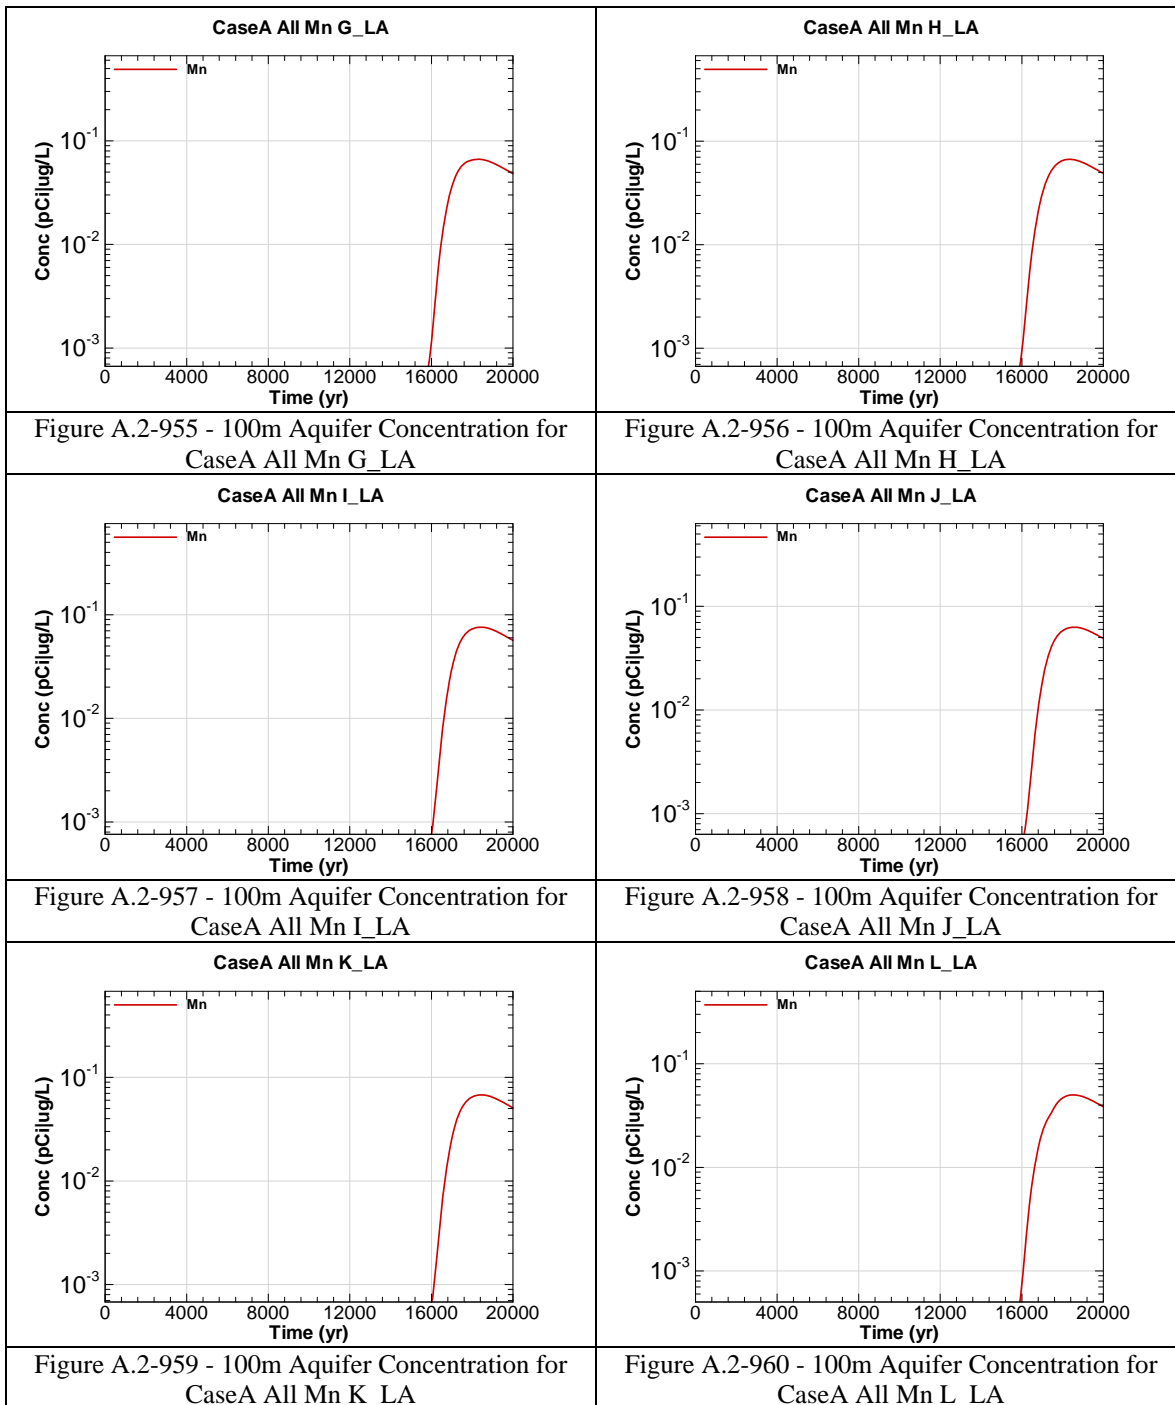 CaseA All Mn G_LA
Mn
Conc (pCi|ug/L)
10-1
10-2
10-3
0 4000 8000 12000 16000 20000
Time (yr)
Figure A.2-955 - 100m Aquifer Concentration for
CaseA All Mn G_LA
CaseA All Mn H_LA
Mn
Conc (pCi|ug/L)
10-1
10-2
10-3
0 4000 8000 12000 16000 20000
Time (yr)
Figure A.2-956 - 100m Aquifer Concentration for
CaseA All Mn H_LA
CaseA All Mn I_LA
Mn
Conc (pCi|ug/L)
10-1
10-2
10-3
0 4000 8000 12000 16000 20000
Time (yr)
Figure A.2-957 - 100m Aquifer Concentration for
CaseA All Mn I_LA
CaseA All Mn J_LA
Mn
Conc (pCi|ug/L)
10-1
10-2
10-3
0 4000 8000 12000 16000 20000
Time (yr)
Figure A.2-958 - 100m Aquifer Concentration for
CaseA All Mn J_LA
CaseA All Mn K_LA
Mn
Conc (pCi|ug/L)
10-1
10-2
10-3
0 4000 8000 12000 16000 20000
Time (yr)
Figure A.2-959 - 100m Aquifer Concentration for
CaseA All Mn K_LA
CaseA All Mn L_LA
Mn
Conc (pCi|ug/L)
10-1
10-2
10-3
0 4000 8000 12000 16000 20000
Time (yr)
Figure A.2-960 - 100m Aquifer Concentration for
CaseA All Mn L_LA